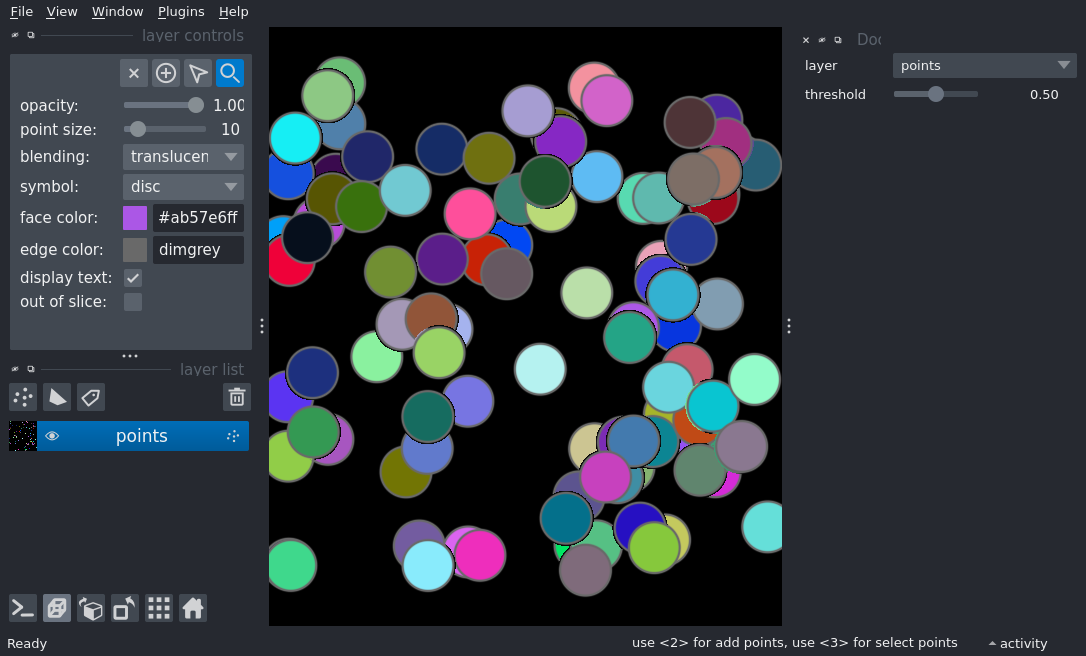 File View Window Plugins Help
layer controls
opacity: 1.00
point size: 10
blending: translucen
symbol: disc
face color: #ab57e6ff
edge color: dimgrey
display text:
out of slice:
layer list
points
Doc
layer points
threshold 0.50
Ready
use <2> for add points, use <3> for select points
activity